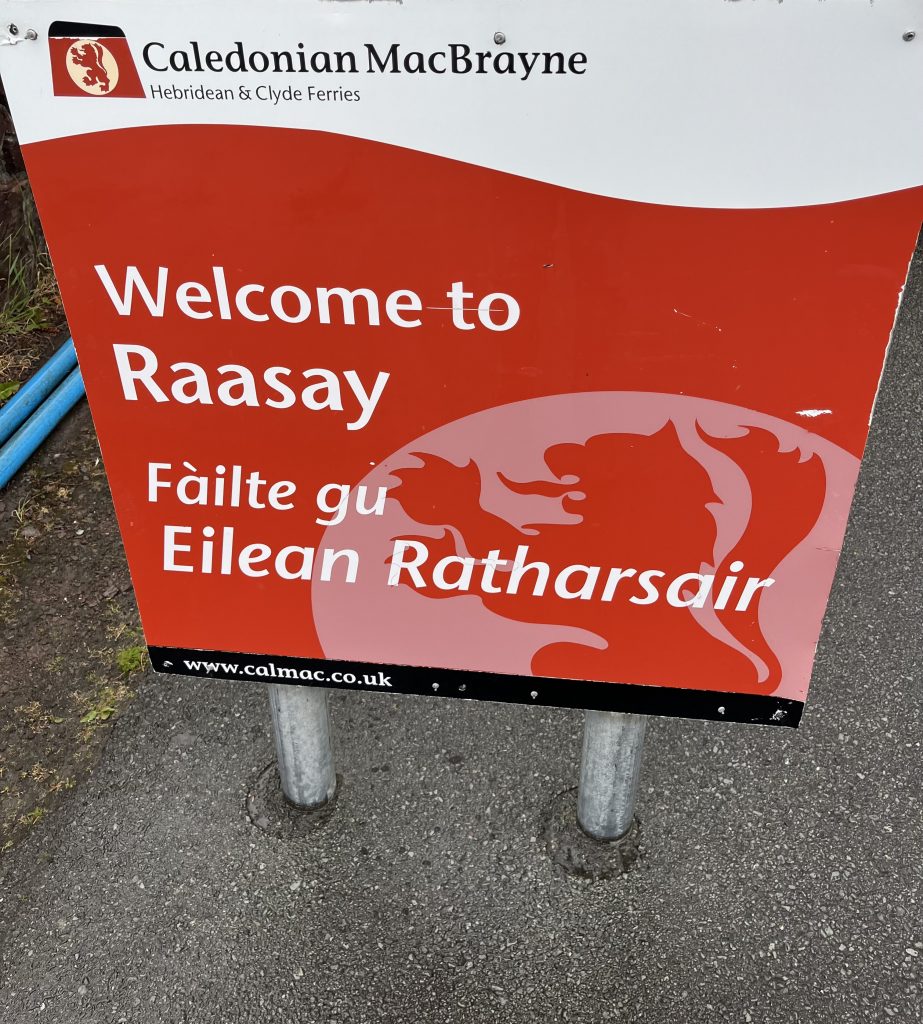 Caledonian MacBrayne
Hebridean & Clyde Ferries
Welcome to
Raasay
Fàilte gu
Eilean Ratharsair
www.calmac.co.uk